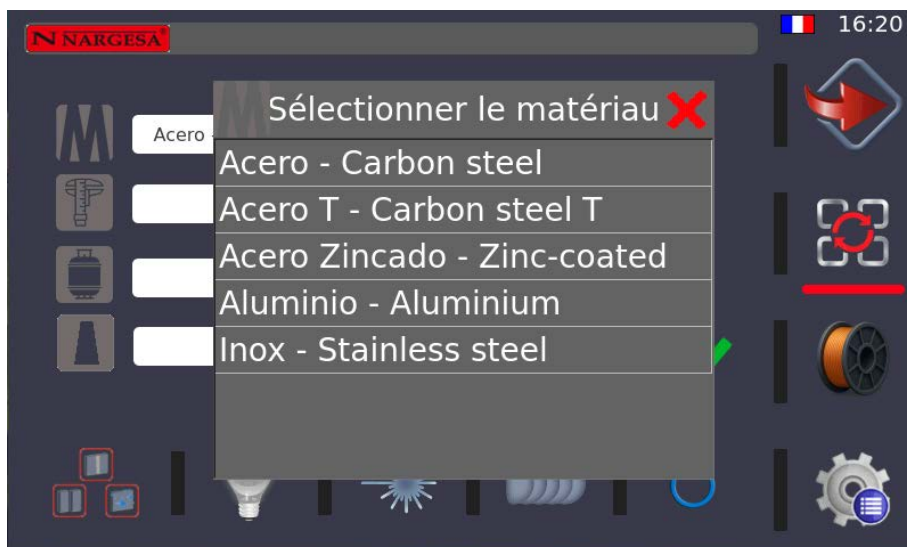 N NARGESA®
16:20
Sélectionner le matériau
Acero -
Acero - Carbon steel
Acero T - Carbon steel T
Acero Zincado - Zinc-coated
Aluminio - Aluminium
Inox - Stainless steel